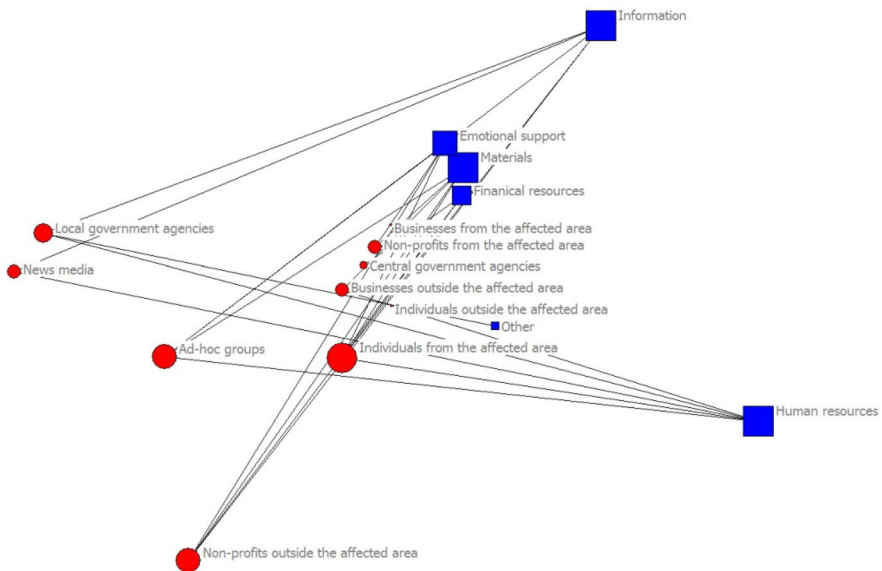 Information
Emotional support
Materials
Finanical resources
Businesses from the affected area
Local government agencies
Non-profits from the affected area
Central government agencies
News media
Businesses outside the affected area
Individuals outside the affected area
Other
Ad-hoc groups
Individuals from the affected area
Human resources
Non-profits outside the affected area